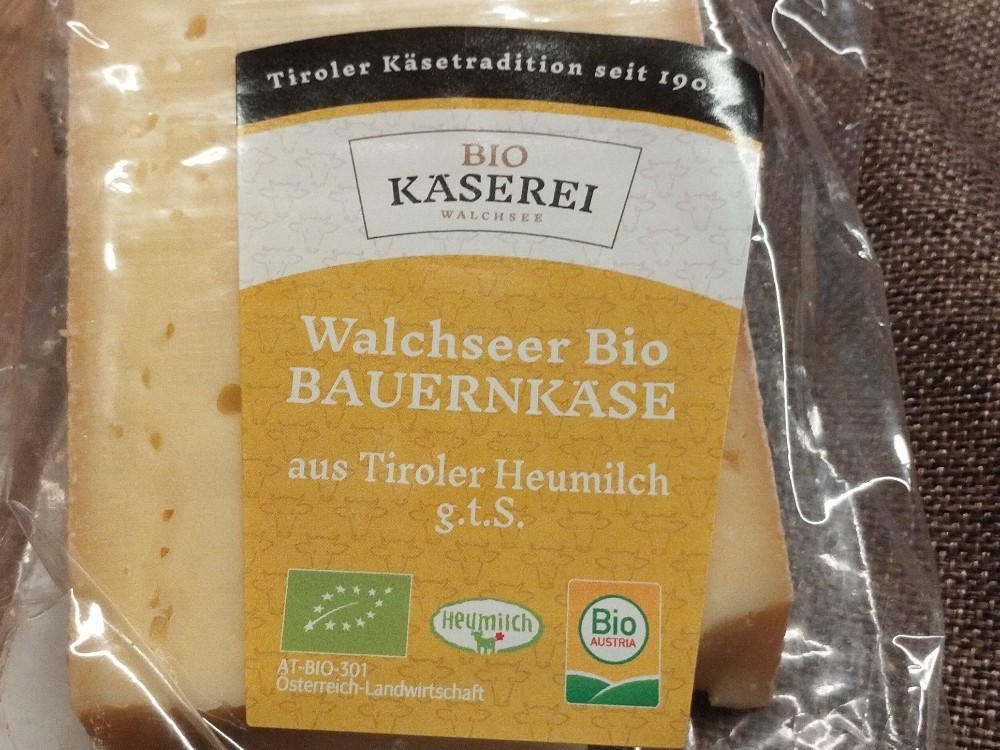 Tiroler Käsetradition seit
BIO
KÄSEREI
WALCHSEE
Walchseer Bio
BAUERNKÄSE
aus Tiroler Heumilch
g.t.S.
Heumilch
Bio
AUSTRIA
AT-BIO-301
Österreich-Landwirtschaft